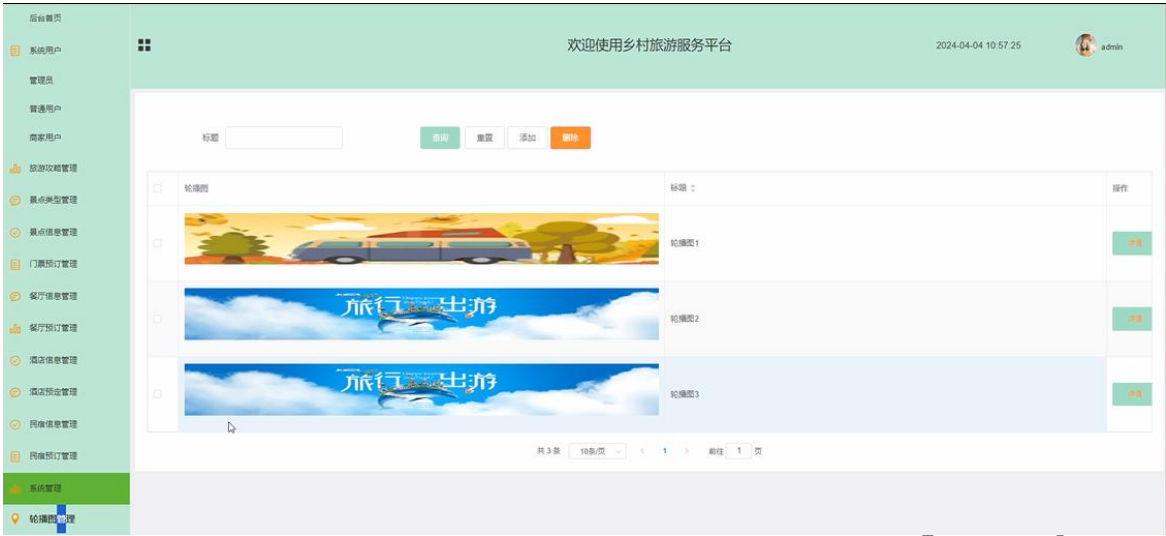 后台首页
系统用户
管理员
普通用户
商家用户
旅游攻略管理
景点类型管理
景点信息管理
门票预订管理
餐厅信息管理
餐厅预订管理
酒店信息管理
酒店预定管理
民宿信息管理
民宿预订管理
系统管理
轮播图管理
欢迎使用乡村旅游服务平台
2024-04-04 10:57:25
admin
标题
查询 重置 添加 删除
轮播图 标题 操作
轮播图1 详情
旅行 出游
轮播图2 详情
旅行 出游
轮播图3 详情
共 3 条 10条/页 1 前往 1 页